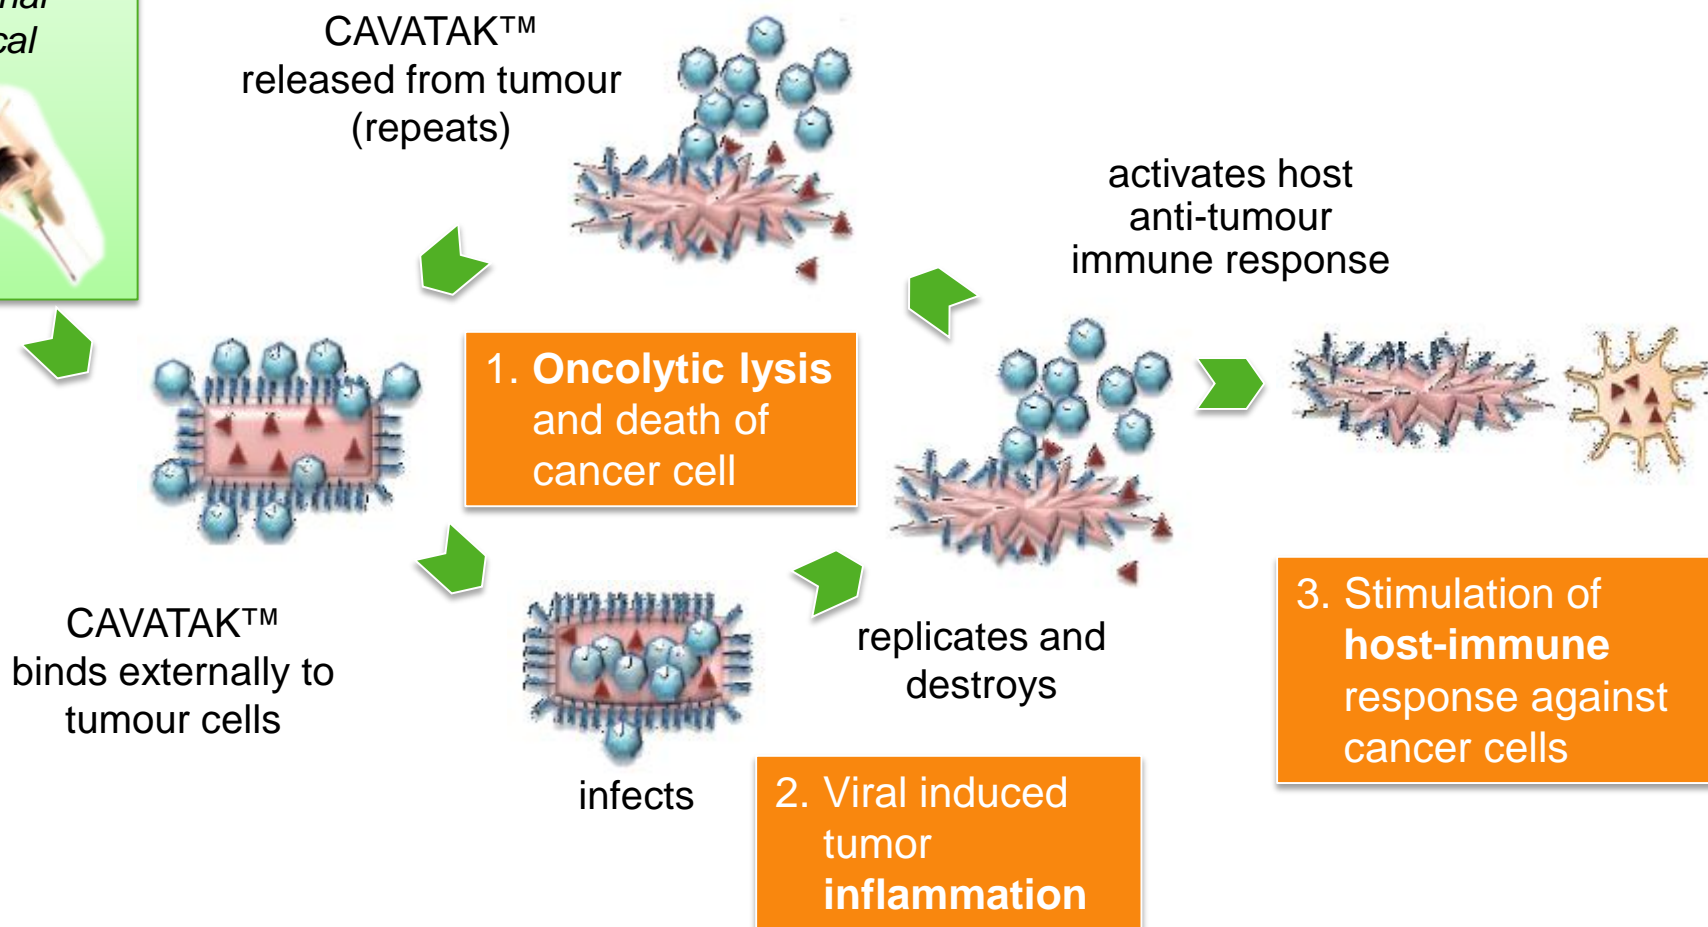 CAVATAK™
released from tumour
(repeats)
activates host
anti-tumour
immune response
1. Oncolytic lysis
and death of
cancer cell
CAVATAK™
binds externally to
tumour cells
infects
replicates and
destroys
2. Viral induced
tumor
inflammation
3. Stimulation of
host-immune
response against
cancer cells